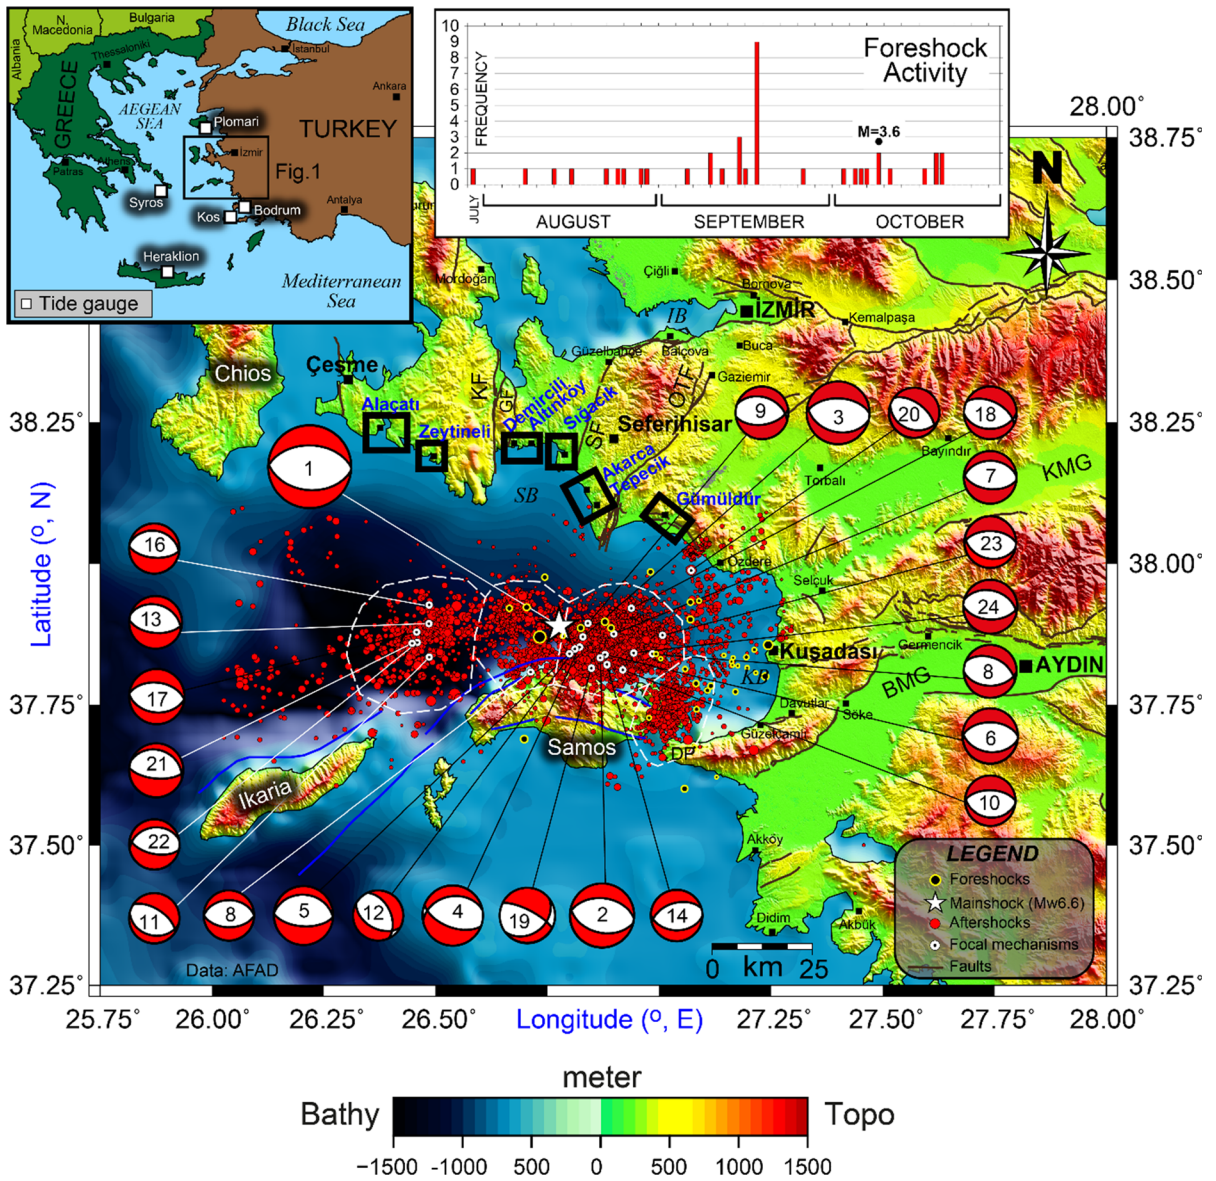 N.
Macedonia
Bulgaria
Black Sea
Albania
Thessaloniki
İstanbul
GREECE
AEGEAN
SEA
Ankara
Plomari
TURKEY
İzmir
Athens
Patras
Fig.1
Syros
Kos
Bodrum
Antalya
Heraklion
Mediterranean
Sea
Tide gauge
Foreshock
Activity
FREQUENCY
10
9
8
7
6
5
4
3
2
1
0
M=3.6
JULY
AUGUST
SEPTEMBER
OCTOBER
28.00°
38.75°
N
38.50°
38.25°
38.00°
37.75°
37.50°
37.25°
Mordoğan
Çiğli
Bornova
İZMİR
IB
Kemalpaşa
Güzelbahçe
Balçova
Buca
Gaziemir
Chios
Çeşme
KF
GF
OTF
SF
Alaçatı
Zeytineli
Demircili
Altınköy
Sığacık
Seferihisar
Akarca
Tepecik
Gümüldür
SB
9
3
20
18
Bayındır
Torbalı
KMG
7
1
23
16
Özdere
Selçuk
24
13
Germencik
Kuşadası
8
AYDIN
17
KB
BMG
Davutlar
Söke
Güzelçamlı
6
Samos
DP
21
Ikaria
10
22
Akköy
11
8
5
12
4
19
2
14
Didim
Akbük
Data: AFAD
0 km 25
LEGEND
Foreshocks
Mainshock (Mw6.6)
Aftershocks
Focal mechanisms
Faults
Latitude (°, N)
38.25°
38.00°
37.75°
37.50°
37.25°
25.75° 26.00° 26.25° 26.50° Longitude (°, E) 27.25° 27.50° 27.75° 28.00°
meter
Bathy
Topo
−1500 -1000 -500 0 500 1000 1500